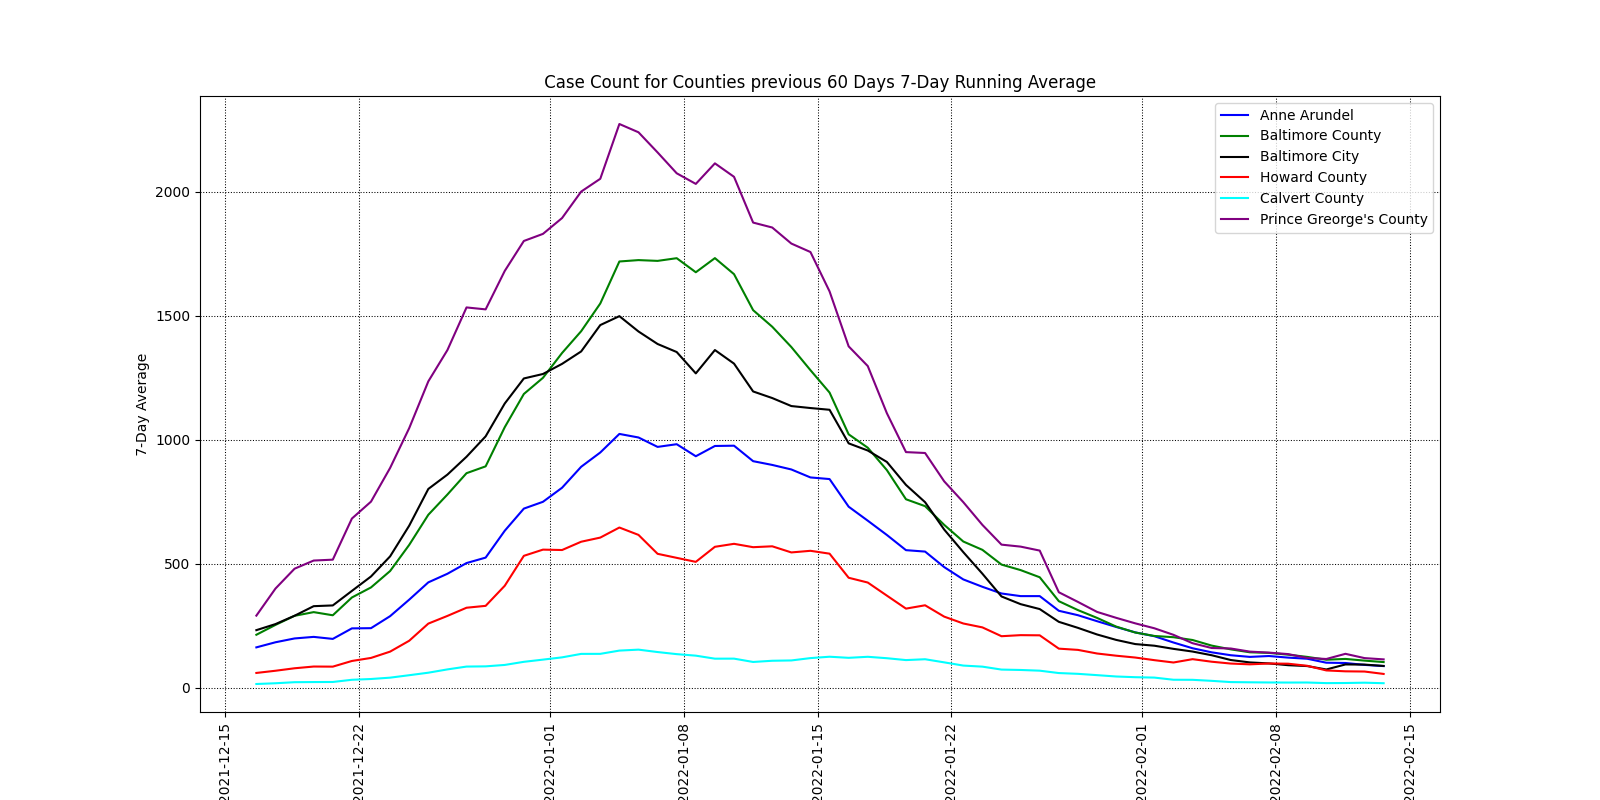 Case Count for Counties previous 60 Days 7-Day Running Average
Anne Arundel
Baltimore County
Baltimore City
Howard County
Calvert County
Prince Greorge's County
7-Day Average
2000
1500
1000
500
0
2021-12-15
2021-12-22
2022-01-01
2022-01-08
2022-01-15
2022-01-22
2022-02-01
2022-02-08
2022-02-15